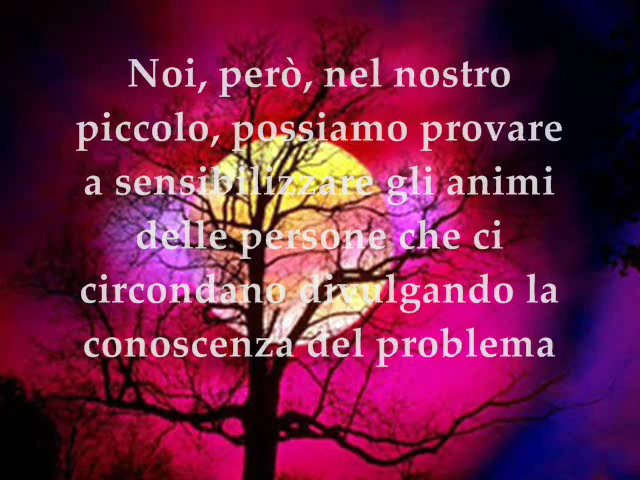 Noi, però, nel nostro
piccolo, possiamo provare
a sensibilizzare gli animi
delle persone che ci
circondano divulgando la
conoscenza del problema